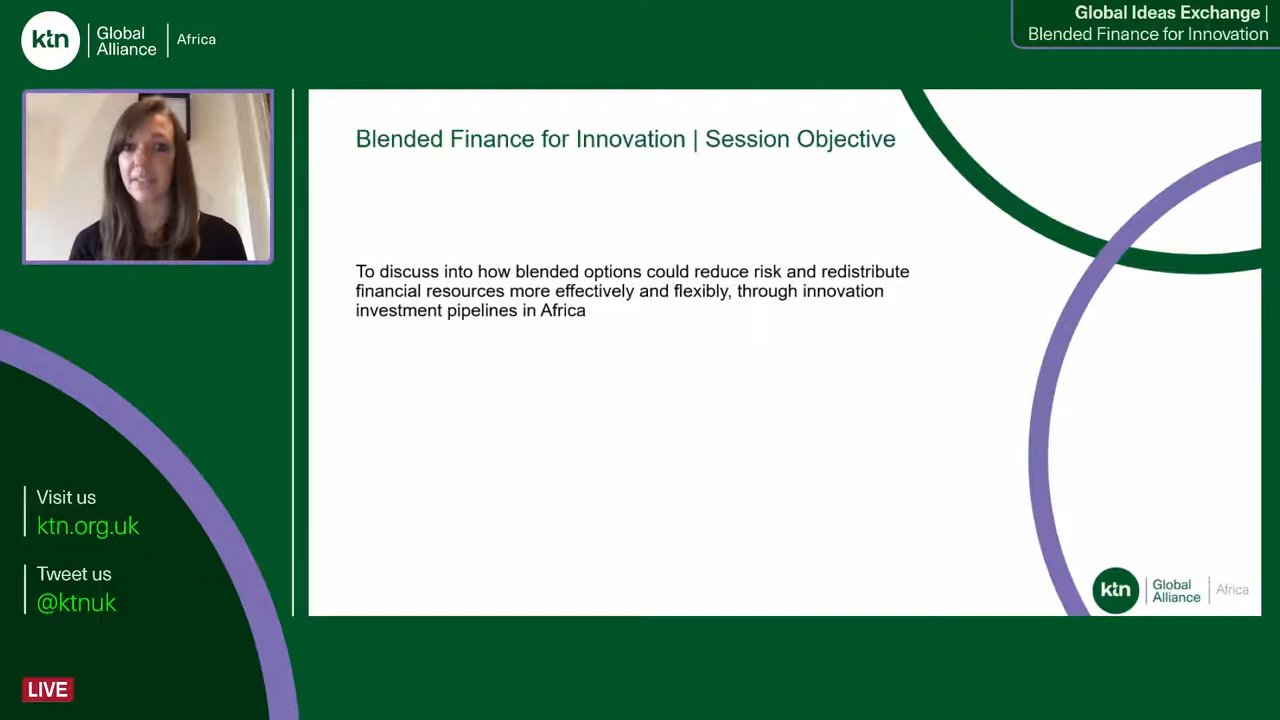 ktn
Global
Alliance
Africa
Global Ideas Exchange |
Blended Finance for Innovation
Blended Finance for Innovation | Session Objective
To discuss into how blended options could reduce risk and redistribute
financial resources more effectively and flexibly, through innovation
investment pipelines in Africa
Visit us
ktn.org.uk
Tweet us
@ktnuk
LIVE
ktn
Global
Alliance
Africa